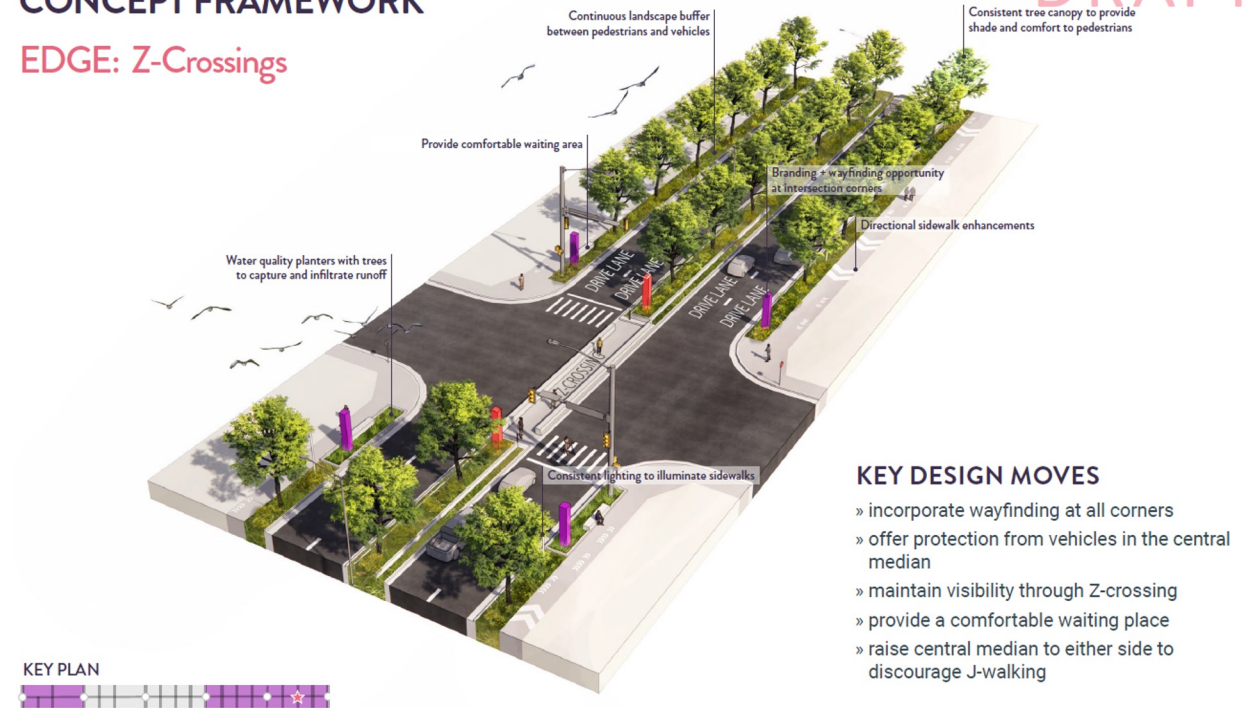 CONCEPT FRAMEWORK
DRAFT
EDGE: Z-Crossings
Continuous landscape buffer
between pedestrians and vehicles
Consistent tree canopy to provide
shade and comfort to pedestrians
Provide comfortable waiting area
Branding + wayfinding opportunity
at intersection corners
Directional sidewalk enhancements
Water quality planters with trees
to capture and infiltrate runoff
DRIVE LANE
DRIVE LANE
DRIVE LANE
DRIVE LANE
Z-CROSSING
Consistent lighting to illuminate sidewalks
KEY DESIGN MOVES
» incorporate wayfinding at all corners
» offer protection from vehicles in the central
median
» maintain visibility through Z-crossing
» provide a comfortable waiting place
» raise central median to either side to
discourage J-walking
KEY PLAN